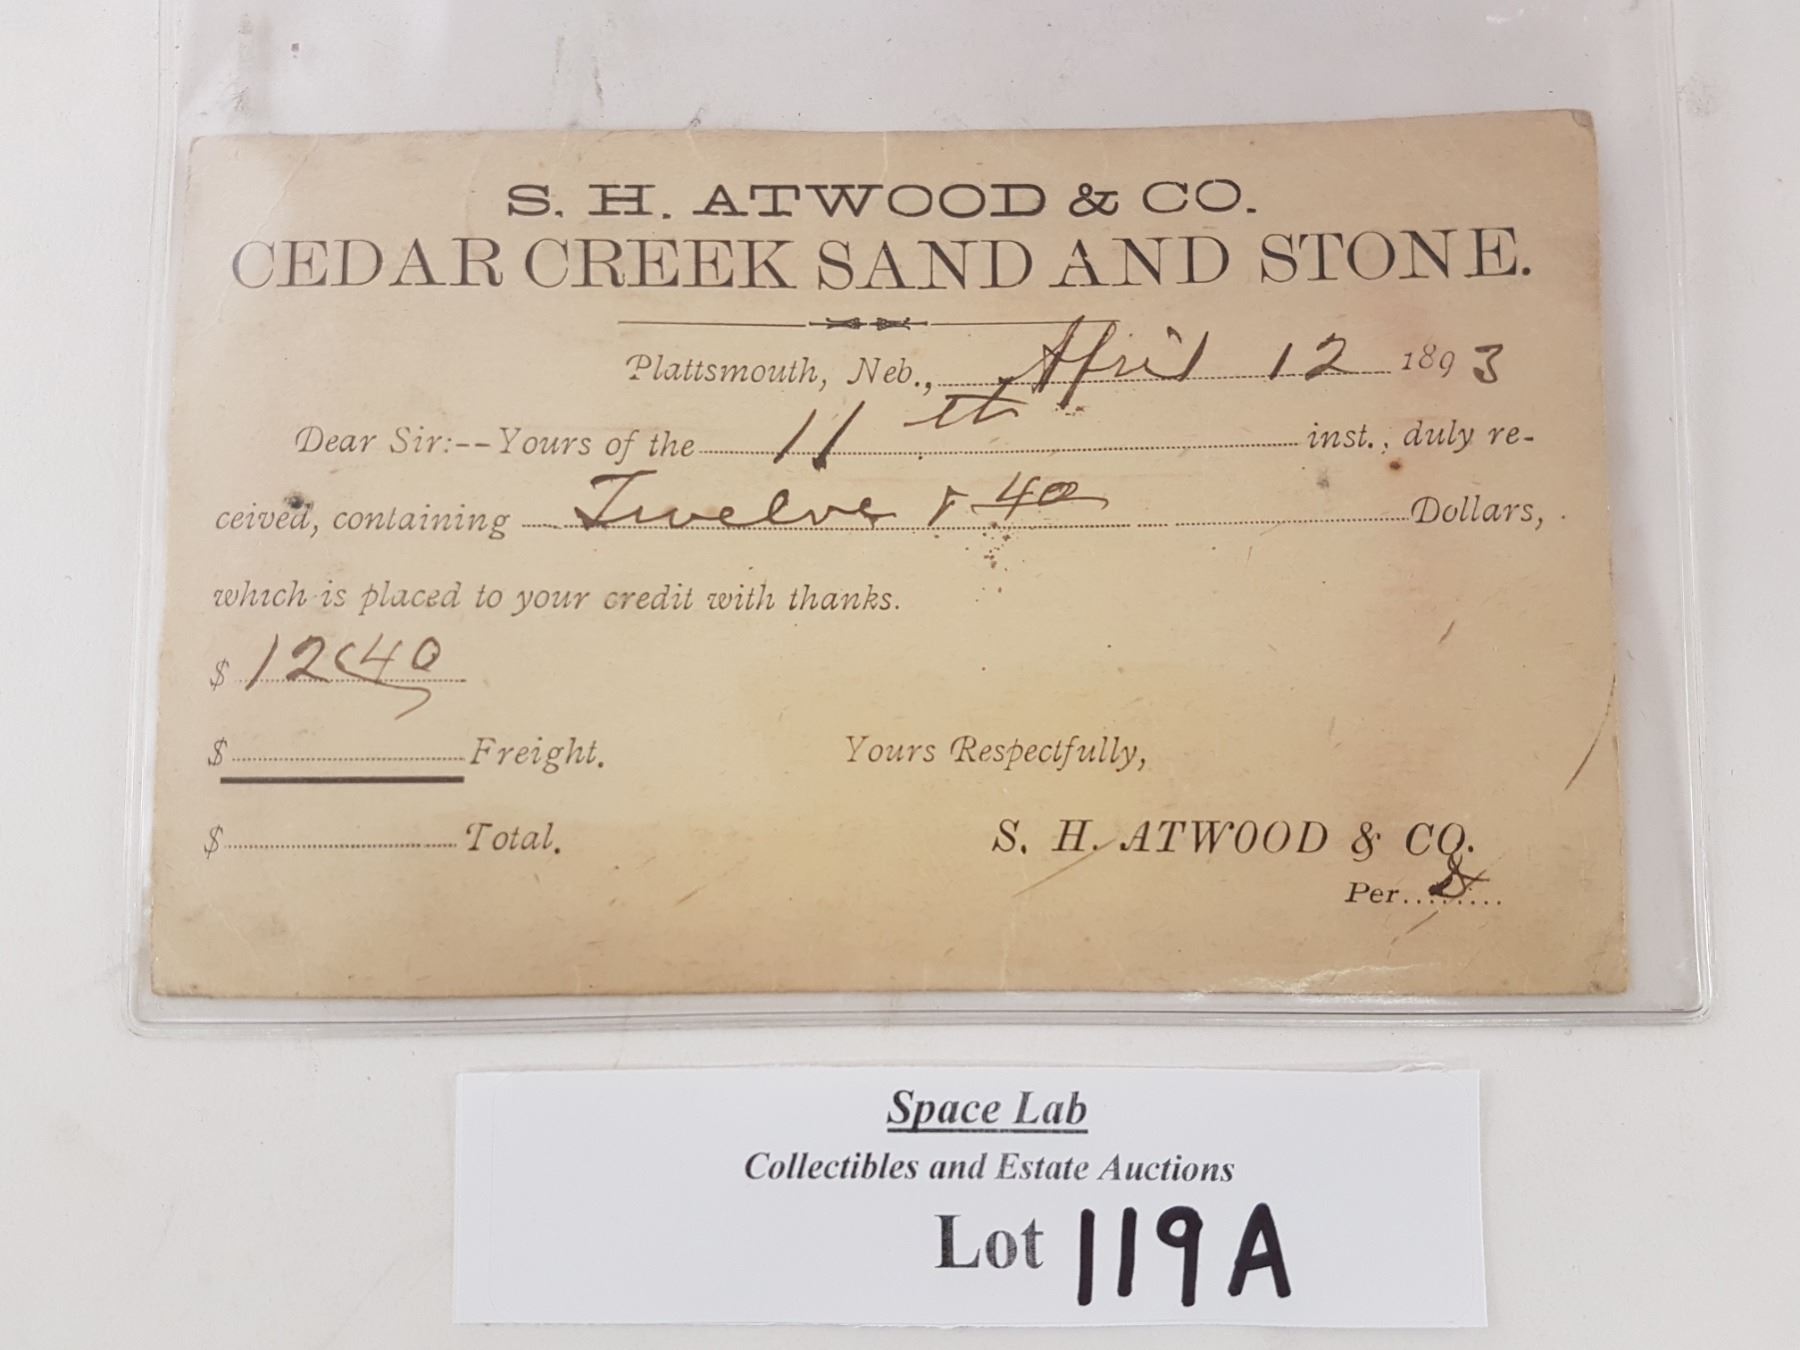 S. H. ATWOOD & CO.
CEDAR CREEK SAND AND STONE.
Plattsmouth, Neb., April 12 1893
Dear Sir:--Yours of the 11th inst., duly re-
ceived, containing Twelve & 40 Dollars,
which is placed to your credit with thanks.
$ 12 40
$ Freight.
Yours Respectfully,
$ Total.
S. H. ATWOOD & CO.
Per
Space Lab
Collectibles and Estate Auctions
Lot 119A